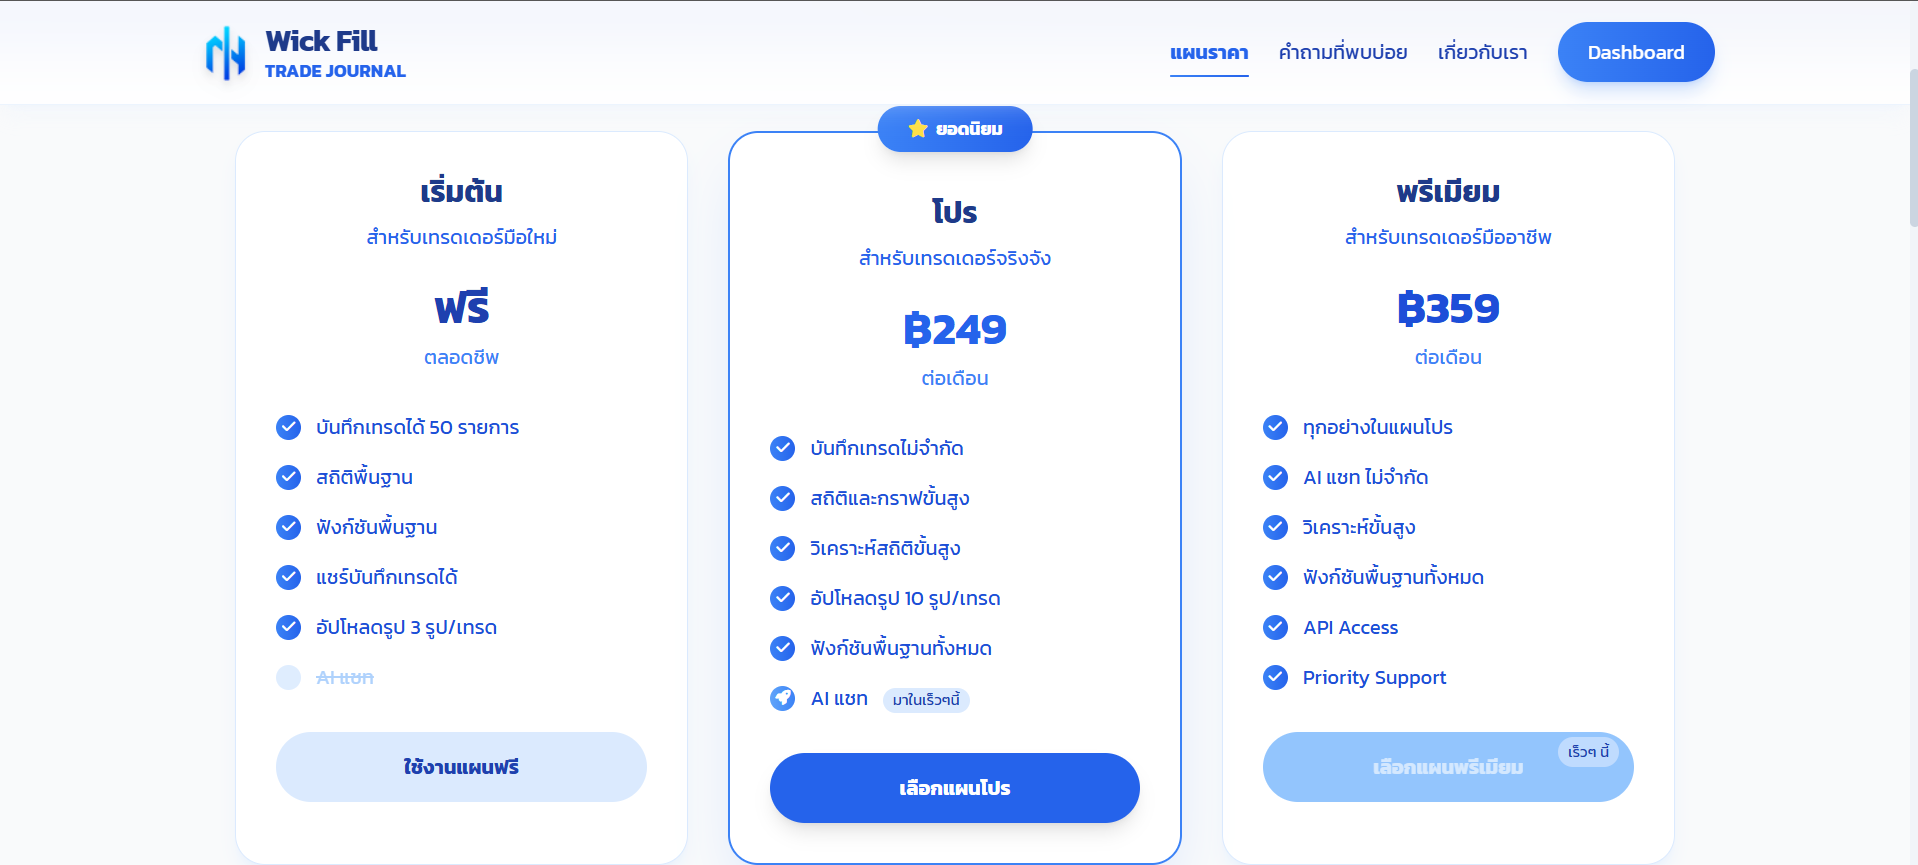 Wick Fill
TRADE JOURNAL
แผนราคา
คำถามที่พบบ่อย
เกี่ยวกับเรา
Dashboard
เริ่มต้น
สำหรับเทรดเดอร์มือใหม่
ฟรี
ตลอดชีพ
บันทึกเทรดได้ 50 รายการ
สถิติพื้นฐาน
ฟังก์ชันพื้นฐาน
แชร์บันทึกเทรดได้
อัปโหลดรูป 3 รูป/เทรด
AI แชท
ใช้งานแผนฟรี
ยอดนิยม
โปร
สำหรับเทรดเดอร์จริงจัง
฿249
ต่อเดือน
บันทึกเทรดไม่จำกัด
สถิติและกราฟขั้นสูง
วิเคราะห์สถิติขั้นสูง
อัปโหลดรูป 10 รูป/เทรด
ฟังก์ชันพื้นฐานทั้งหมด
AI แชท มาในเร็วๆนี้
เลือกแผนโปร
พรีเมียม
สำหรับเทรดเดอร์มืออาชีพ
฿359
ต่อเดือน
ทุกอย่างในแผนโปร
AI แชท ไม่จำกัด
วิเคราะห์ขั้นสูง
ฟังก์ชันพื้นฐานทั้งหมด
API Access
Priority Support
เลือกแผนพรีเมียม
เร็วๆ นี้